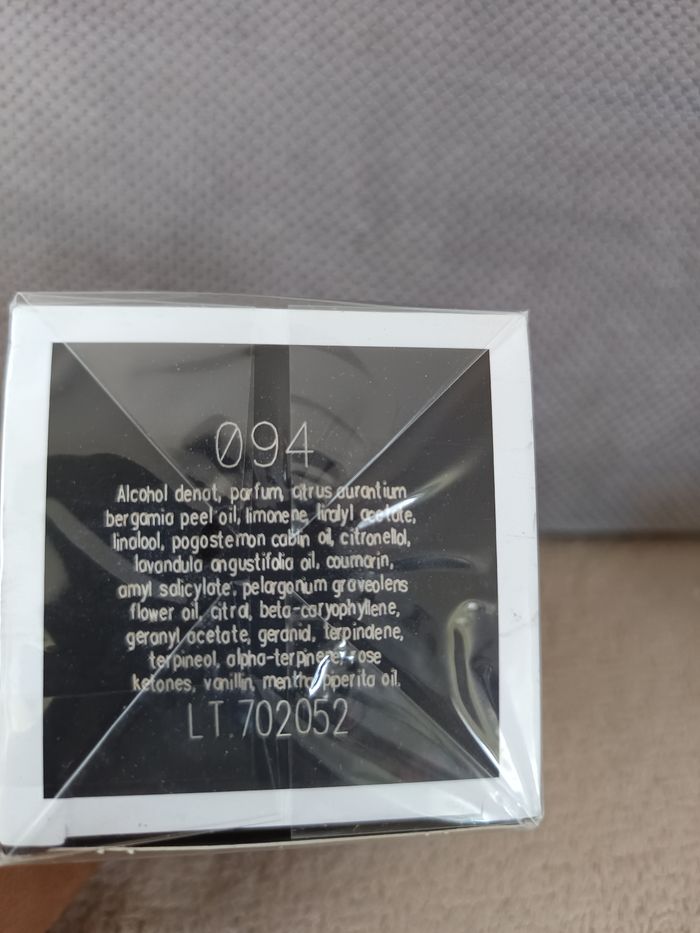 094
Alcohol denat, parfum, citrus aurantium
bergamia peel oil, limonene, linalyl acetate,
linalool, pogostemon cablin oil, citronellol,
lavandula angustifolia oil, coumarin,
amyl salicylate, pelargonium graveolens
flower oil, citral, beta-caryophyllene,
geranyl acetate, geraniol, terpinolene,
terpineol, alpha-terpinene, rose
ketones, vanillin, mentha piperita oil.
LT.702052